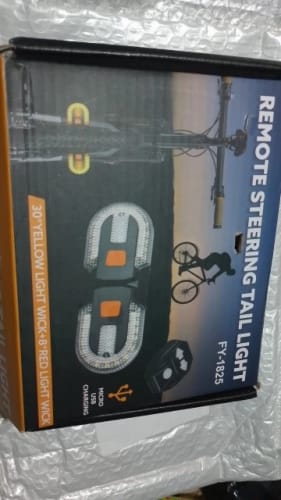 REMOTE STEERING TAIL LIGHT
FY-1825
MICRO
USB
CHARGING
30*YELLOW LIGHT WICK+8*RED LIGHT WICK